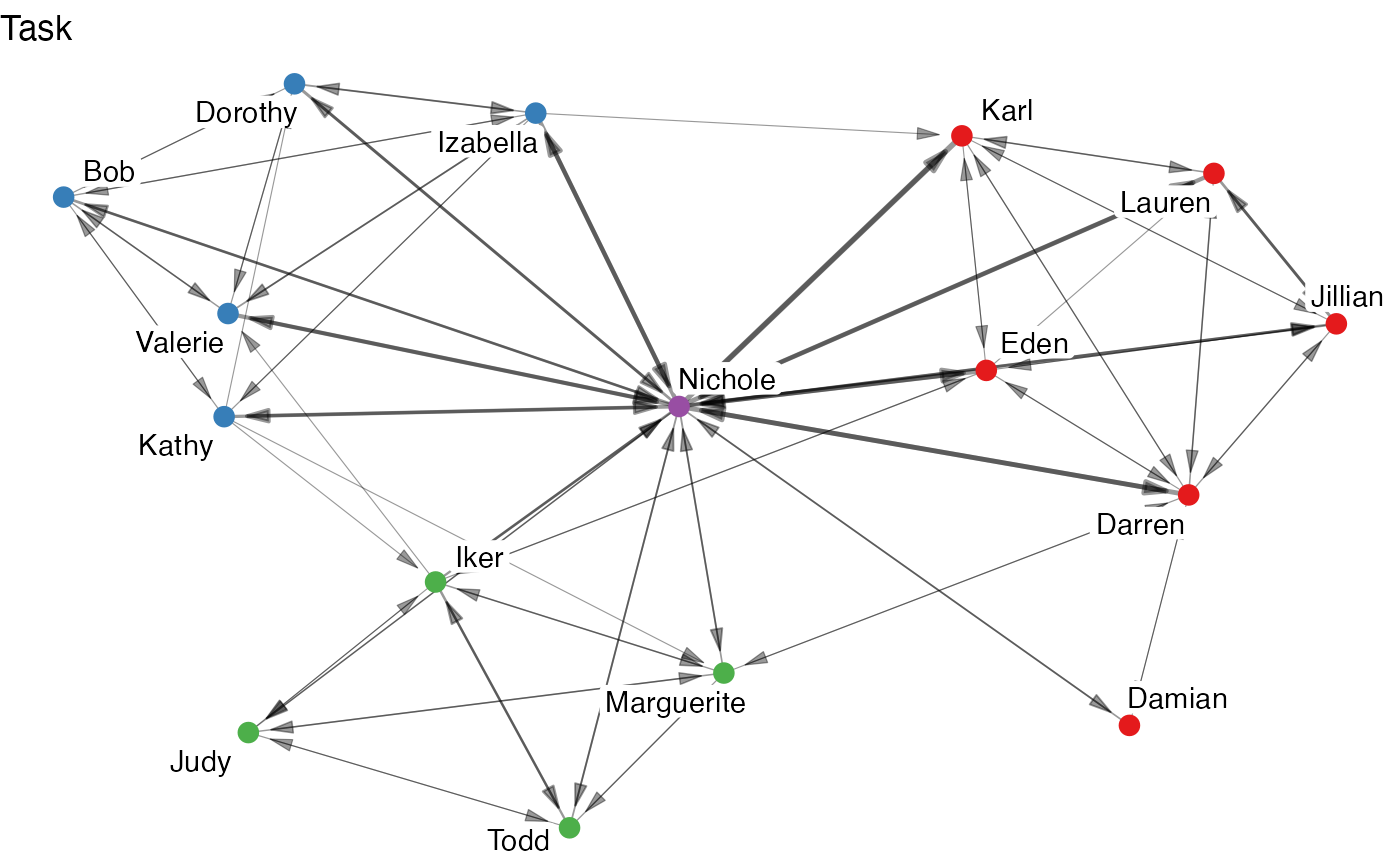 Task
Dorothy
Izabella
Karl
Bob
Lauren
Jillian
Valerie
Eden
Nichole
Kathy
Darren
Iker
Marguerite
Damian
Judy
Todd